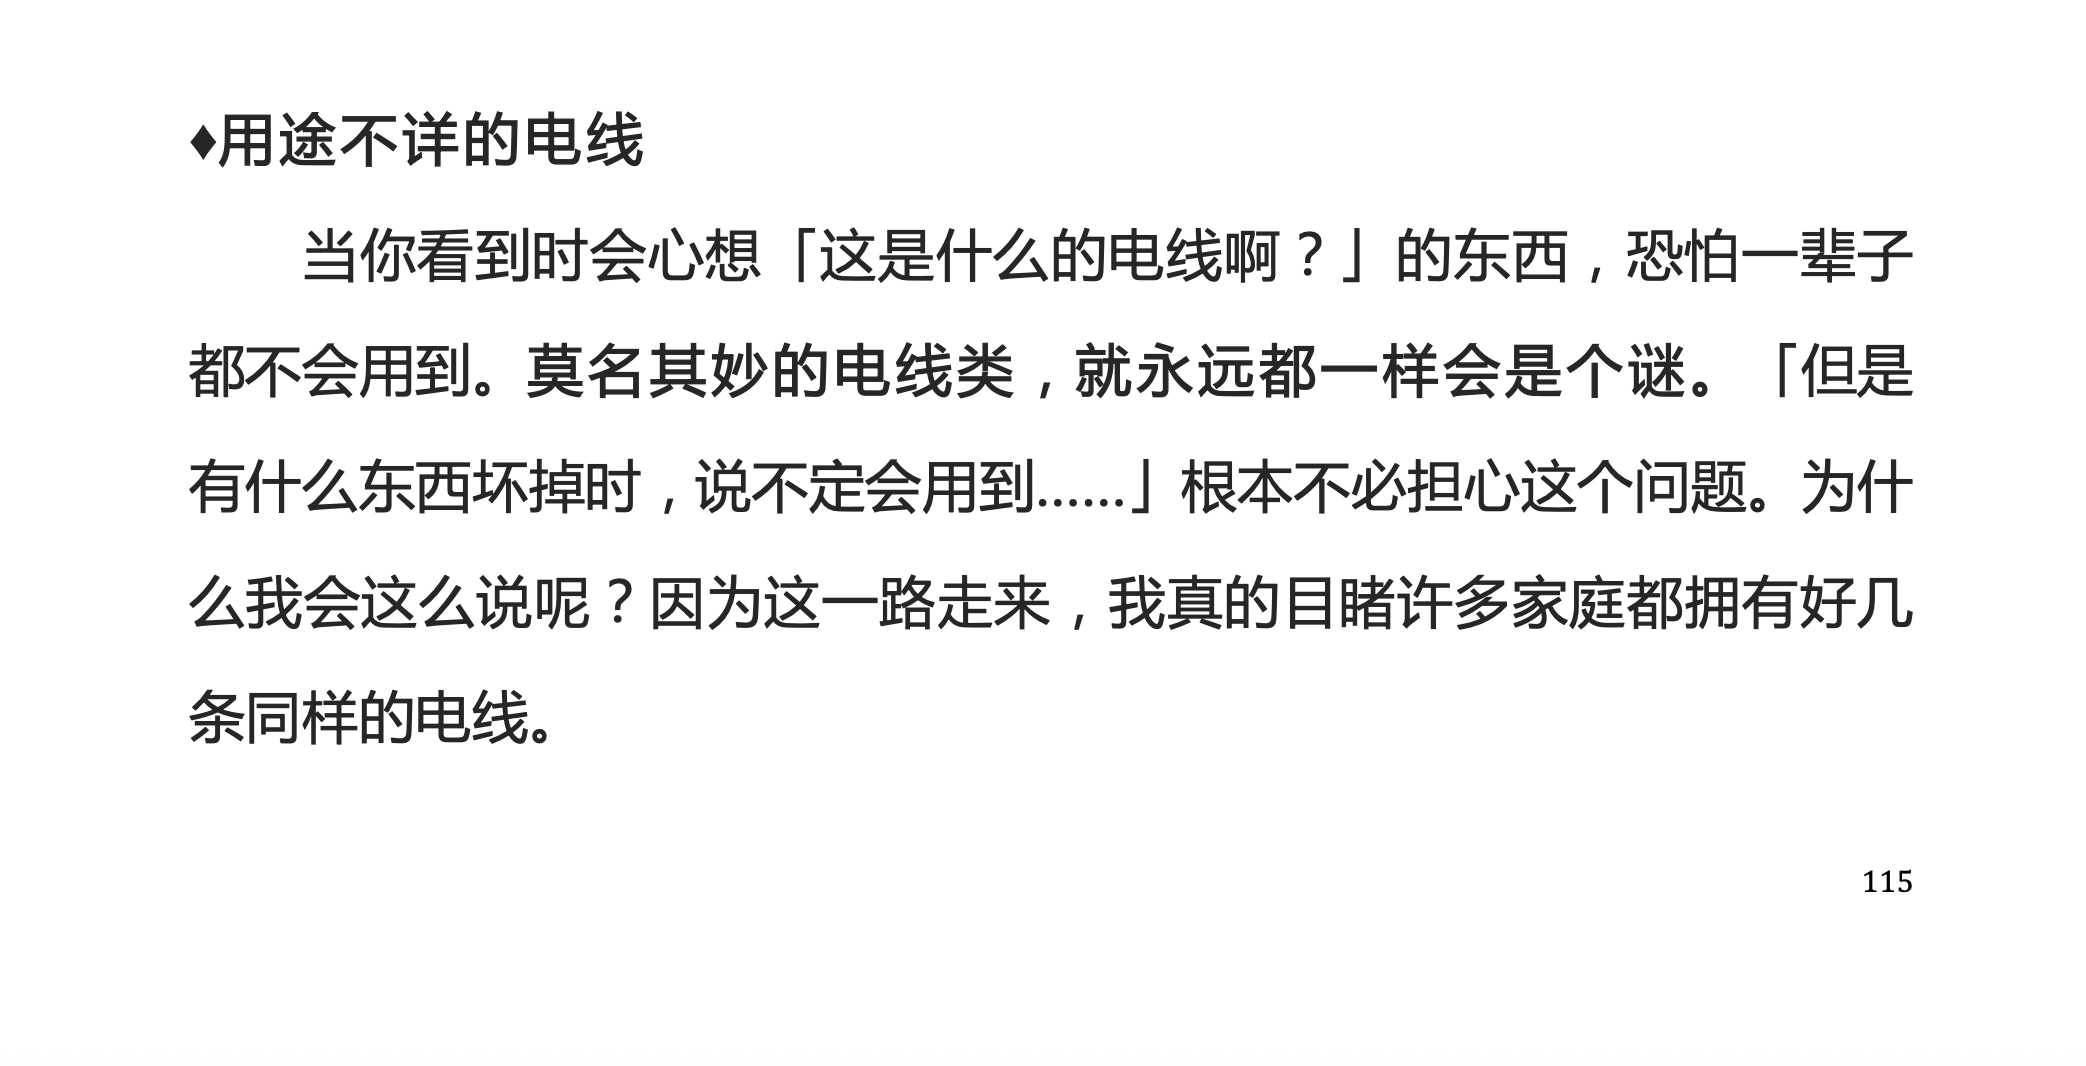 ♦用途不详的电线
当你看到时会心想「这是什么的电线啊？」的东西，恐怕一辈子
都不会用到。莫名其妙的电线类，就永远都一样会是个谜。「但是
有什么东西坏掉时，说不定会用到……」根本不必担心这个问题。为什
么我会这么说呢？因为这一路走来，我真的目睹许多家庭都拥有好几
条同样的电线。
115